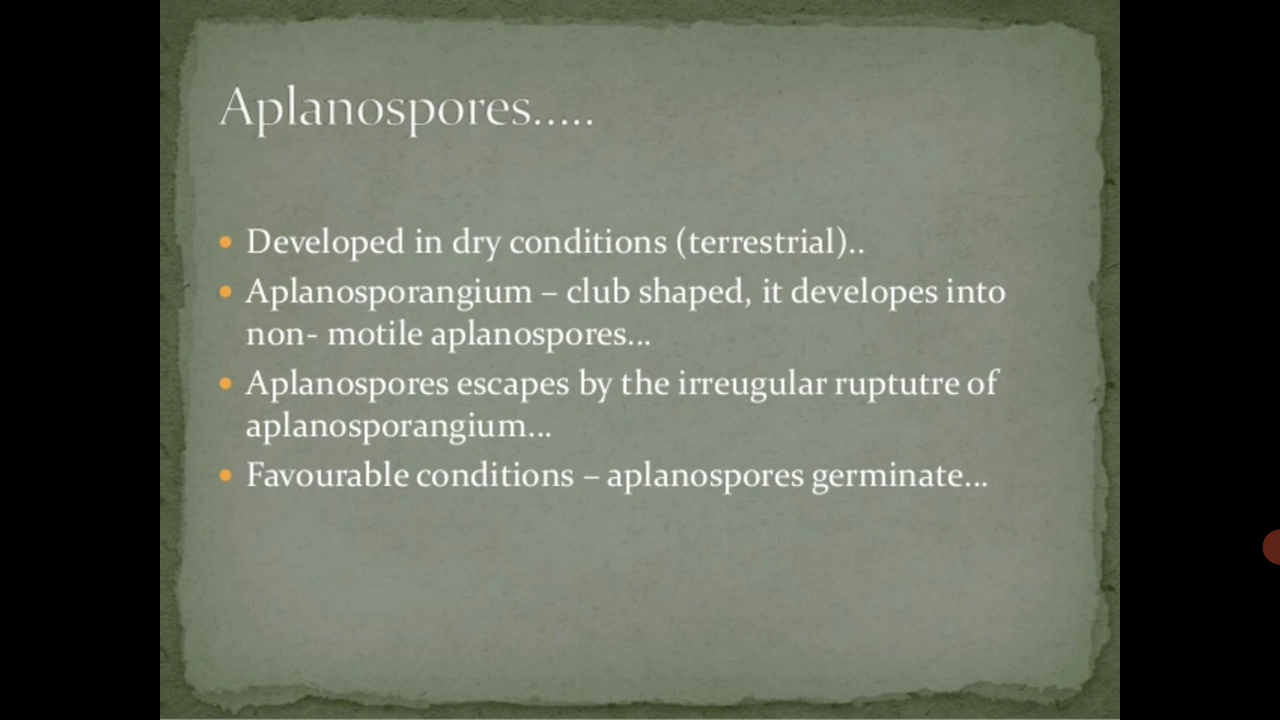 Aplanospores.....
• Developed in dry conditions (terrestrial)..
• Aplanosporangium – club shaped, it developes into
non- motile aplanospores...
• Aplanospores escapes by the irreugular ruptutre of
aplanosporangium...
• Favourable conditions – aplanospores germinate...